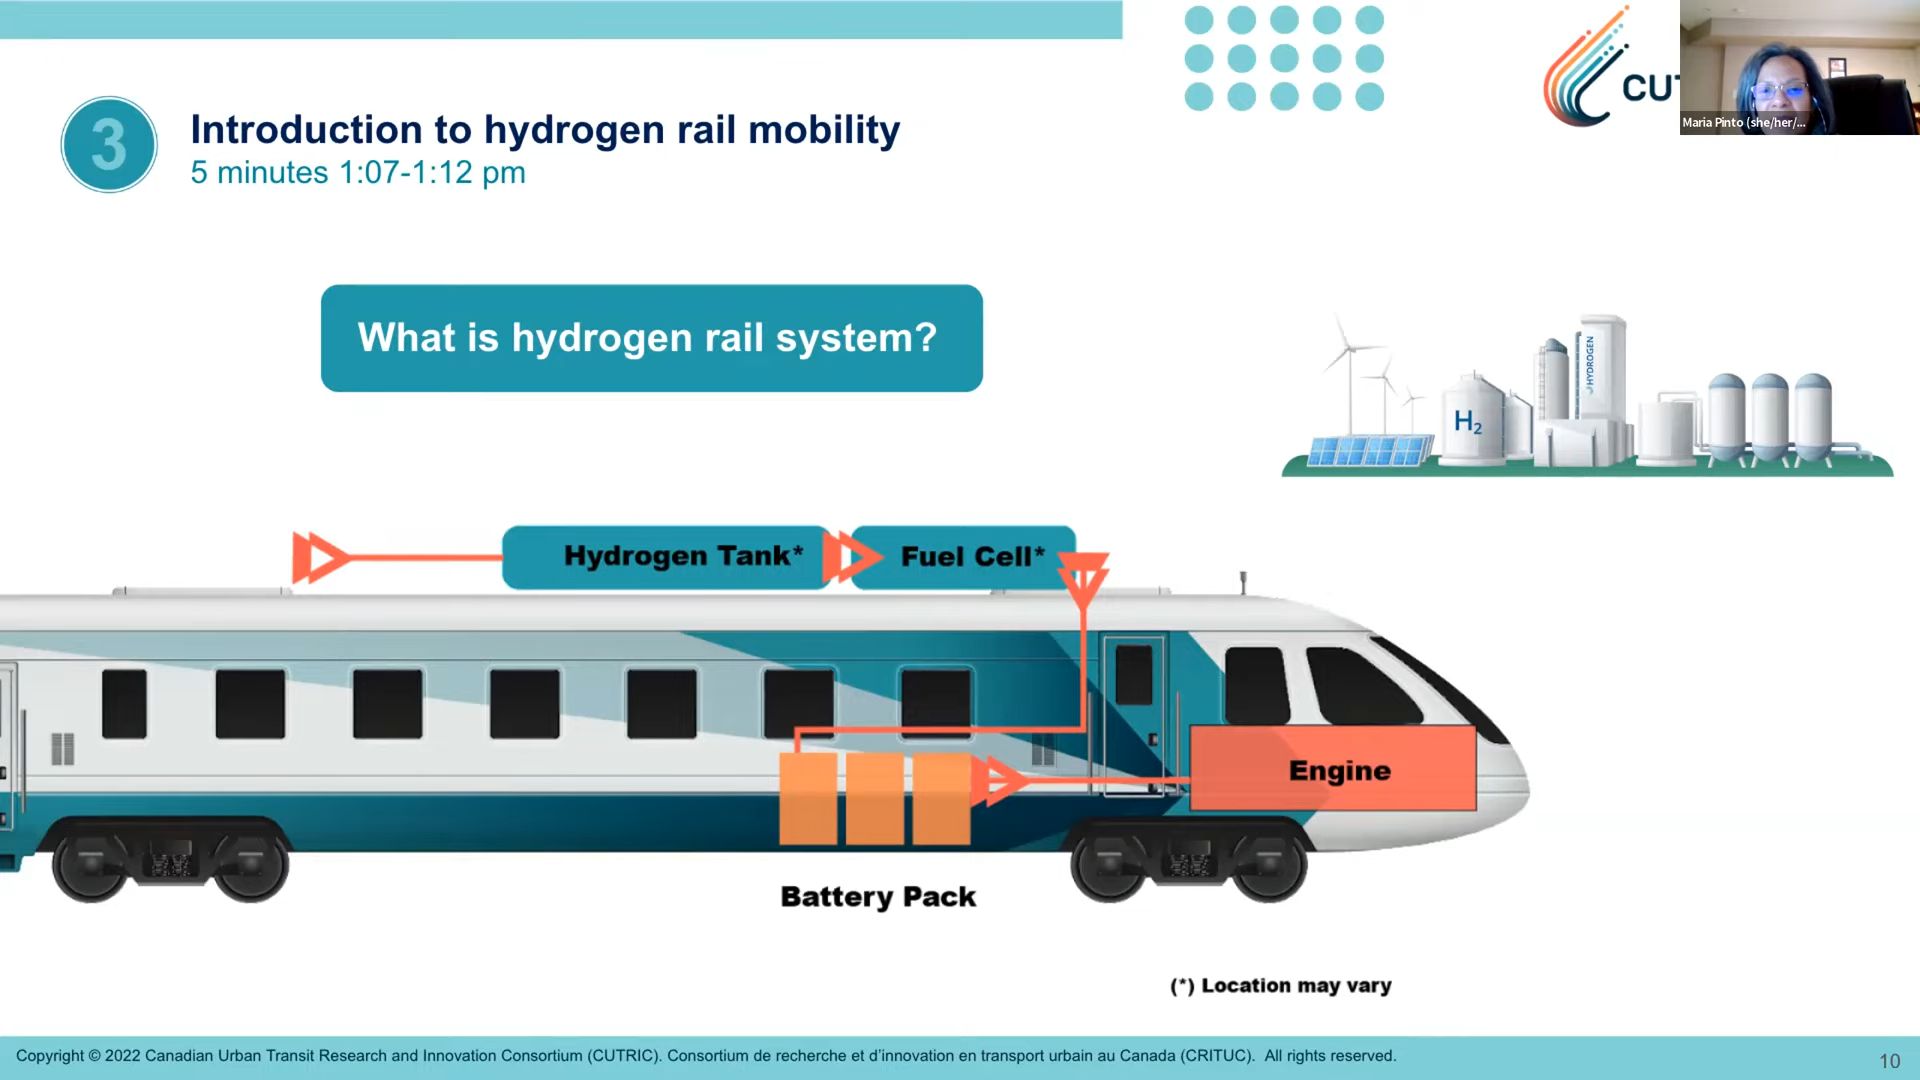 3
Introduction to hydrogen rail mobility
5 minutes 1:07-1:12 pm
CUT
Maria Pinto (she/her/...
What is hydrogen rail system?
HYDROGEN
H₂
Hydrogen Tank*
Fuel Cell*
Engine
Battery Pack
(*) Location may vary
Copyright © 2022 Canadian Urban Transit Research and Innovation Consortium (CUTRIC). Consortium de recherche et d’innovation en transport urbain au Canada (CRITUC). All rights reserved.
10